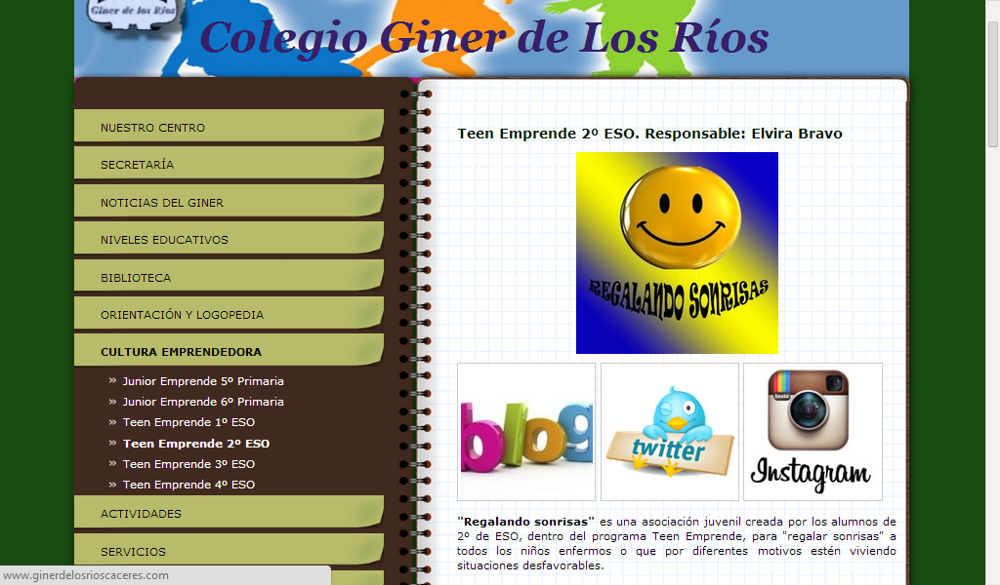 Giner de los Ríos
Colegio Giner de Los Ríos
NUESTRO CENTRO
SECRETARÍA
NOTICIAS DEL GINER
NIVELES EDUCATIVOS
BIBLIOTECA
ORIENTACIÓN Y LOGOPEDIA
CULTURA EMPRENDEDORA
» Junior Emprende 5º Primaria
» Junior Emprende 6º Primaria
» Teen Emprende 1º ESO
» Teen Emprende 2º ESO
» Teen Emprende 3º ESO
» Teen Emprende 4º ESO
ACTIVIDADES
SERVICIOS
Teen Emprende 2º ESO. Responsable: Elvira Bravo
REGALANDO SONRISAS
blog
twitter
Insta
Instagram
"Regalando sonrisas" es una asociación juvenil creada por los alumnos de
2º de ESO, dentro del programa Teen Emprende, para "regalar sonrisas" a
todos los niños enfermos o que por diferentes motivos estén viviendo
situaciones desfavorables.
www.ginerdelosrioscaceres.com